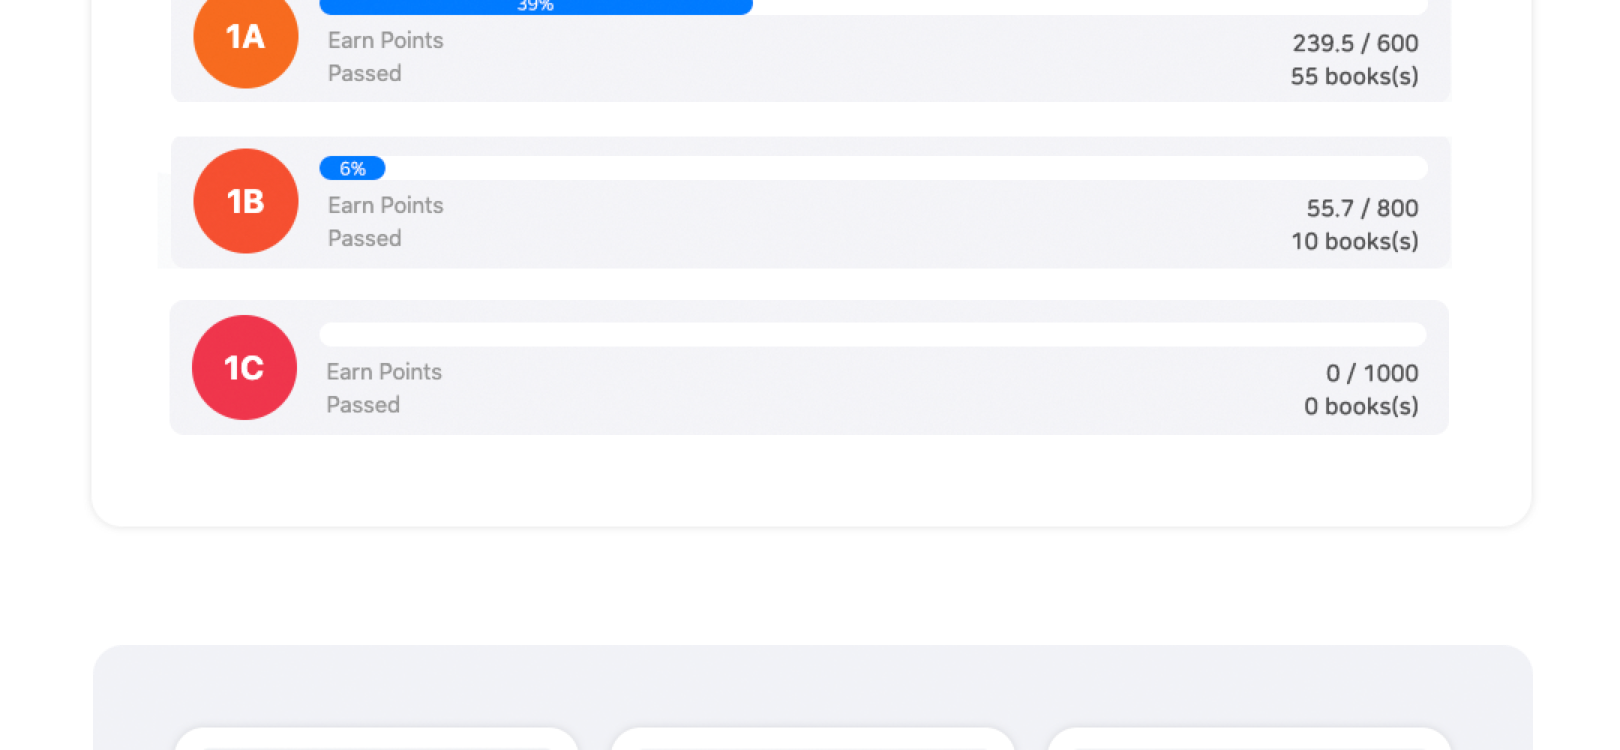 39%
1A
Earn Points
239.5 / 600
Passed
55 books(s)
6%
1B
Earn Points
55.7 / 800
Passed
10 books(s)
1C
Earn Points
0 / 1000
Passed
0 books(s)